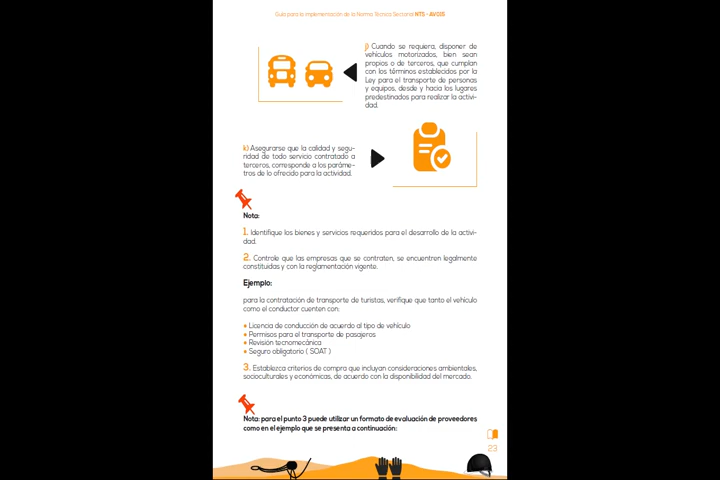 Guía para la implementación de la Norma Técnica Sectorial NTS - AV015
j) Cuando se requiera, disponer de
vehículos motorizados, bien sean
propios o de terceros, que cumplan
con los términos establecidos por la
Ley para el transporte de personas
y equipos, desde y hacia los lugares
predestinados para realizar la activi-
dad.
k) Asegurarse que la calidad y segu-
ridad de todo servicio contratado a
terceros, corresponde a los paráme-
tros de lo ofrecido para la actividad.
Nota:
1. Identifique los bienes y servicios requeridos para el desarrollo de la activi-
dad.
2. Controle que las empresas que se contraten, se encuentren legalmente
constituidas y con la reglamentación vigente.
Ejemplo:
para la contratación de transporte de turistas, verifique que tanto el vehículo
como el conductor cuenten con:
• Licencia de conducción de acuerdo al tipo de vehículo
• Permisos para el transporte de pasajeros
• Revisión tecnomecánica
• Seguro obligatorio ( SOAT )
3. Establezca criterios de compra que incluyan consideraciones ambientales,
socioculturales y económicas, de acuerdo con la disponibilidad del mercado.
Nota: para el punto 3 puede utilizar un formato de evaluación de proveedores
como en el ejemplo que se presenta a continuación:
23